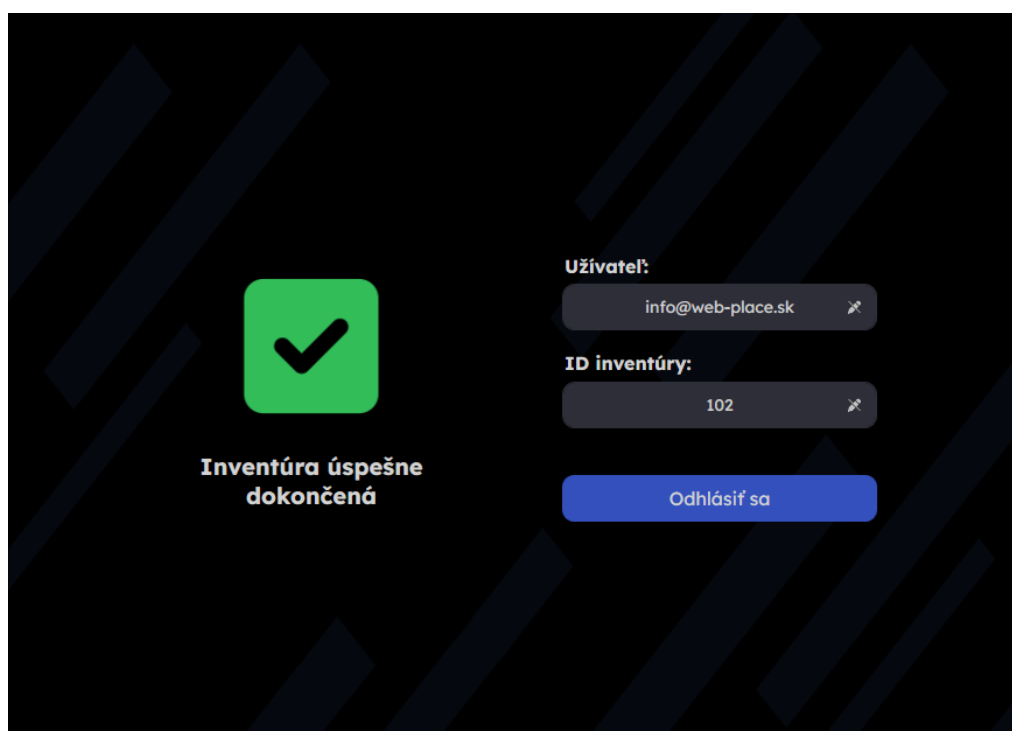 Inventúra úspešne
dokončená
Užívateľ:
info@web-place.sk
ID inventúry:
102
Odhlásiť sa